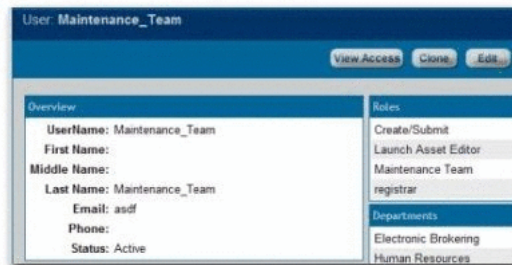 User: Maintenance_Team
View Access Clone Edit
Overview
UserName: Maintenance_Team
First Name:
Middle Name:
Last Name: Maintenance_Team
Email: asdf
Phone:
Status: Active
Roles
Create/Submit
Launch Asset Editor
Maintenance Team
registrar
Departments
Electronic Brokering
Human Resources